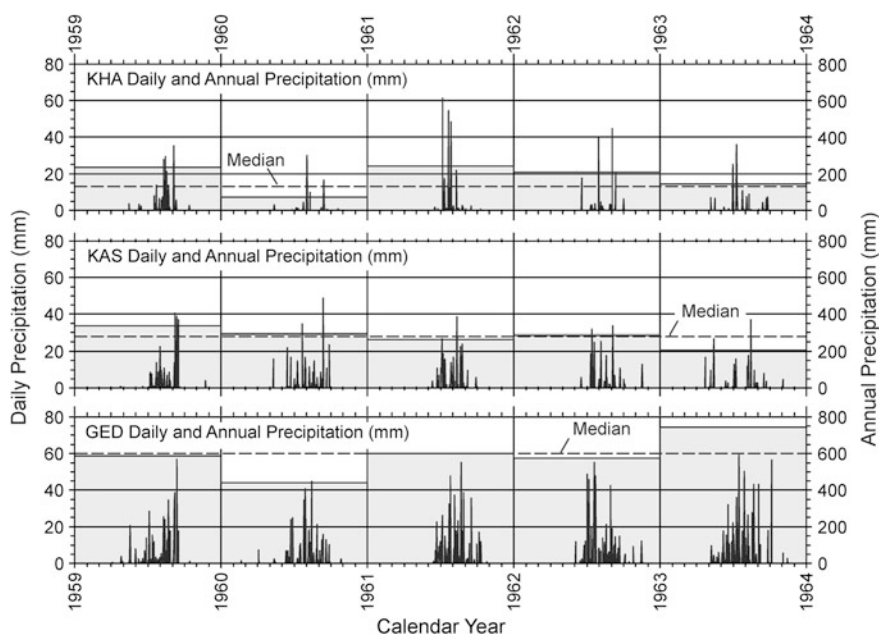 1959 1960 1961 1962 1963 1964
80 KHA Daily and Annual Precipitation (mm) 800
60 600
40 400
Median
20 200
0 0
80 KAS Daily and Annual Precipitation (mm) 800
60 600
Median
40 400
20 200
0 0
80 GED Daily and Annual Precipitation (mm) 800
Median
60 600
40 400
20 200
0 0
1959 1960 1961 1962 1963 1964
Daily Precipitation (mm)
Annual Precipitation (mm)
Calendar Year